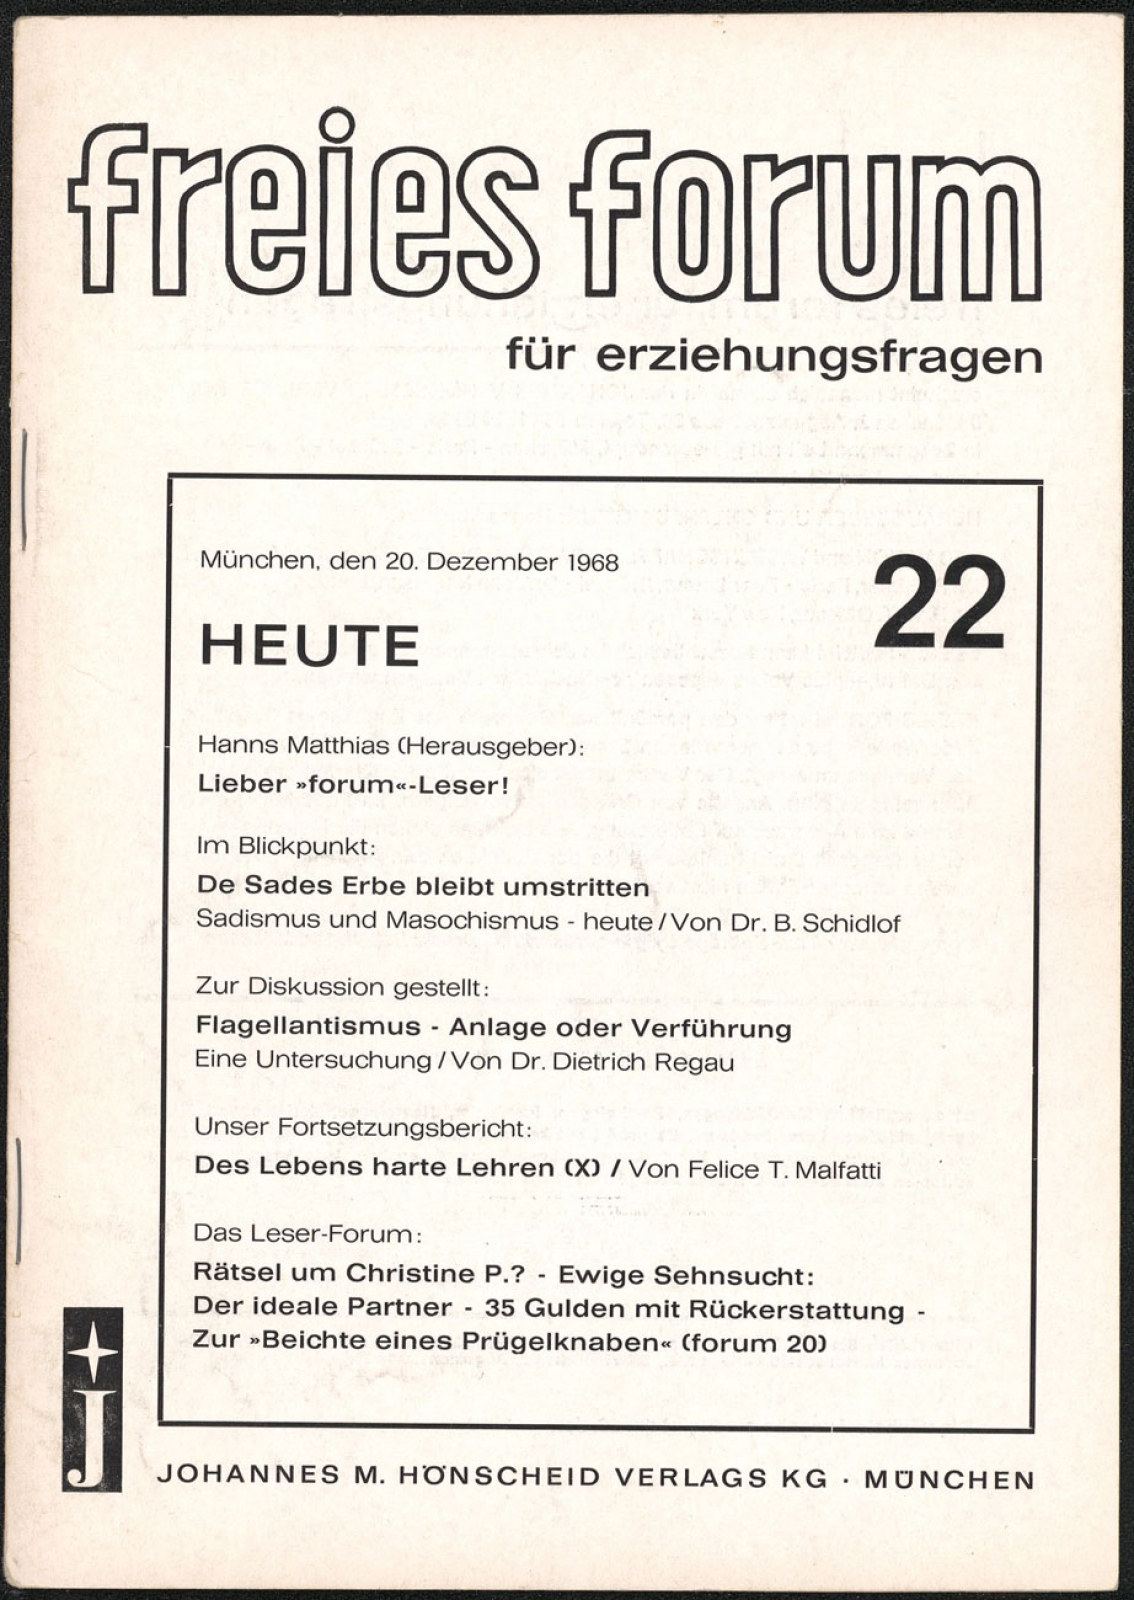 freies forum
für erziehungsfragen
München, den 20. Dezember 1968
22
HEUTE
Hanns Matthias (Herausgeber):
Lieber »forum«-Leser!
Im Blickpunkt:
De Sades Erbe bleibt umstritten
Sadismus und Masochismus - heute / Von Dr. B. Schidlof
Zur Diskussion gestellt:
Flagellantismus - Anlage oder Verführung
Eine Untersuchung / Von Dr. Dietrich Regau
Unser Fortsetzungsbericht:
Des Lebens harte Lehren (X) / Von Felice T. Malfatti
Das Leser-Forum:
Rätsel um Christine P.? - Ewige Sehnsucht:
Der ideale Partner - 35 Gulden mit Rückerstattung -
Zur »Beichte eines Prügelknaben« (forum 20)
J
JOHANNES M. HÖNSCHEID VERLAGS KG · MÜNCHEN